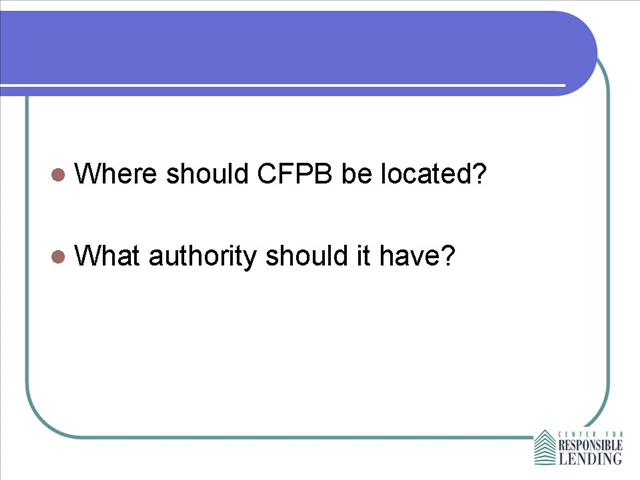 Where should CFPB be located?
What authority should it have?
CENTER FOR
RESPONSIBLE
LENDING